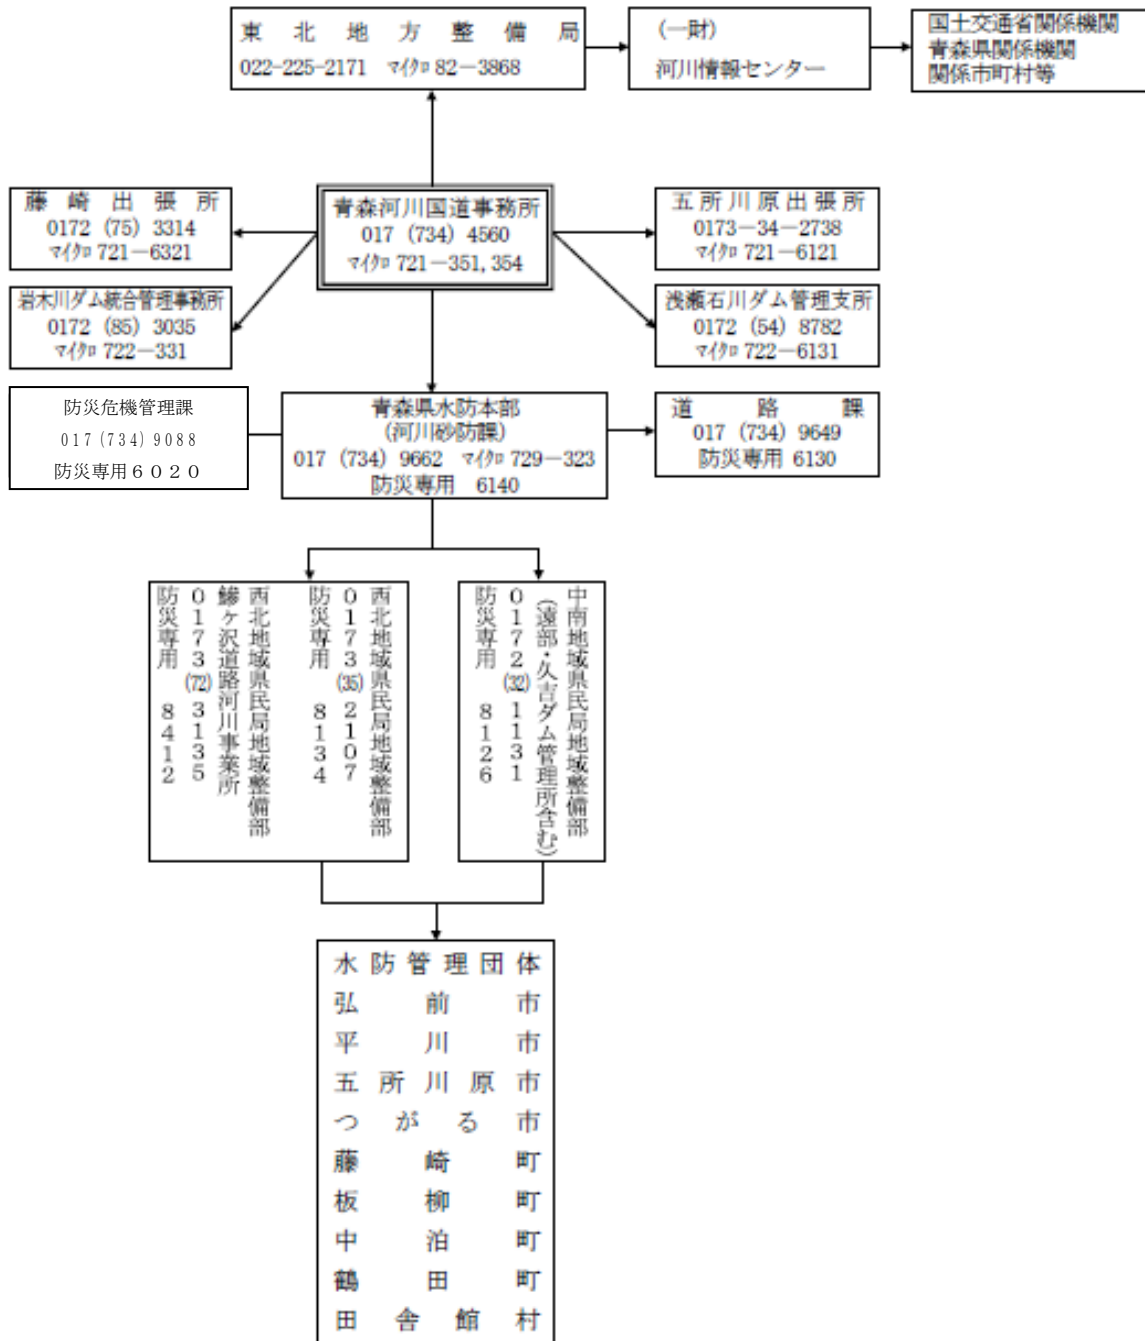 東北地方整備局
022-225-2171 マイクロ 82-3868
(一財)
河川情報センター
国土交通省関係機関
青森県関係機関
関係市町村等
藤崎出張所
0172 (75) 3314
マイクロ 721-6321
青森河川国道事務所
017 (734) 4560
マイクロ 721-351, 354
五所川原出張所
0173-34-2738
マイクロ 721-6121
岩木川ダム統合管理事務所
0172 (85) 3035
マイクロ 722-331
浅瀬石川ダム管理支所
0172 (54) 8782
マイクロ 722-6131
防災危機管理課
017(734)9088
防災専用6020
青森県水防本部
(河川砂防課)
017 (734) 9662 マイクロ 729-323
防災専用 6140
道路課
017 (734) 9649
防災専用 6130
西北地域県民局地域整備部
0173(35)2107
防災専用 8134
西北地域県民局地域整備部
鰺ヶ沢道路河川事業所
0173(72)3135
防災専用 8412
中南地域県民局地域整備部
(遠部・久吉ダム管理所含む)
0172(32)1131
防災専用 8126
水防管理団体
弘前市
平川市
五所川原市
つがる市
藤崎町
板柳町
中泊町
鶴田町
田舎館村